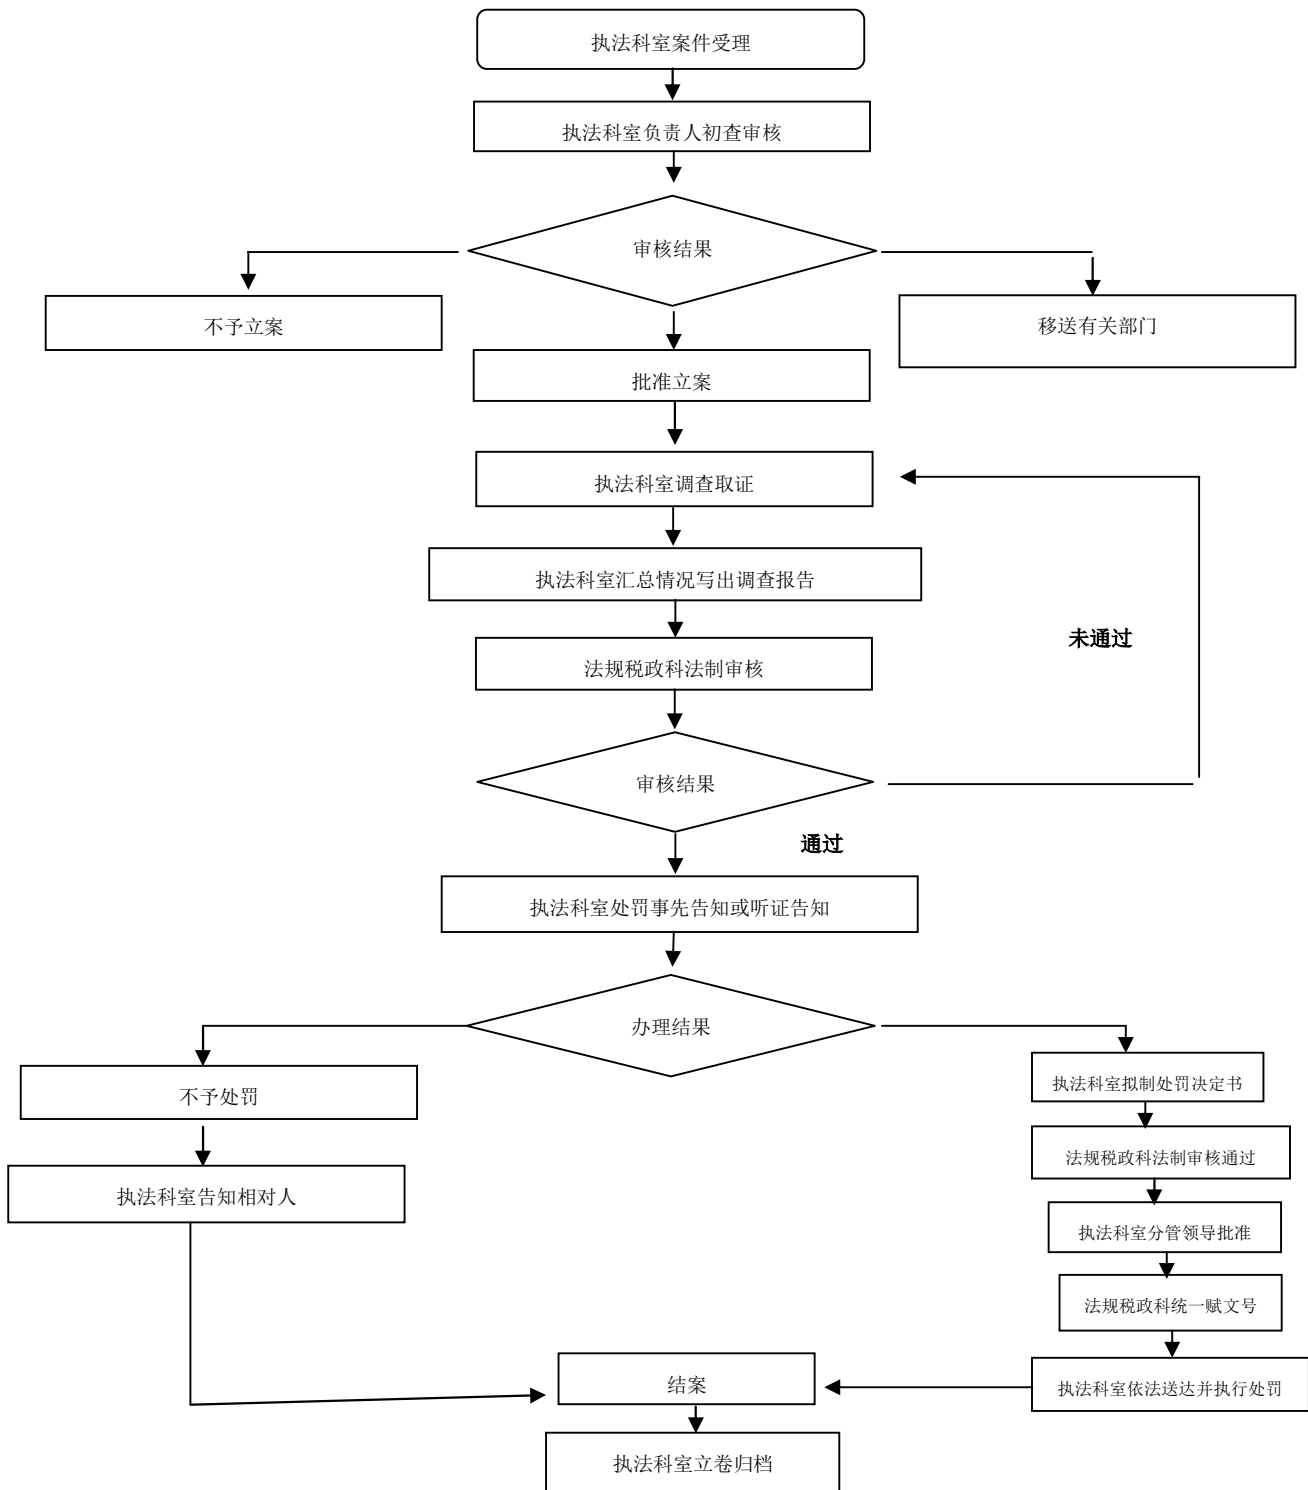 执法科室案件受理
执法科室负责人初查审核
审核结果
不予立案
移送有关部门
批准立案
执法科室调查取证
执法科室汇总情况写出调查报告
未通过
法规税政科法制审核
审核结果
通过
执法科室处罚事先告知或听证告知
办理结果
不予处罚
执法科室拟制处罚决定书
法规税政科法制审核通过
执法科室告知相对人
执法科室分管领导批准
法规税政科统一赋文号
结案
执法科室依法送达并执行处罚
执法科室立卷归档